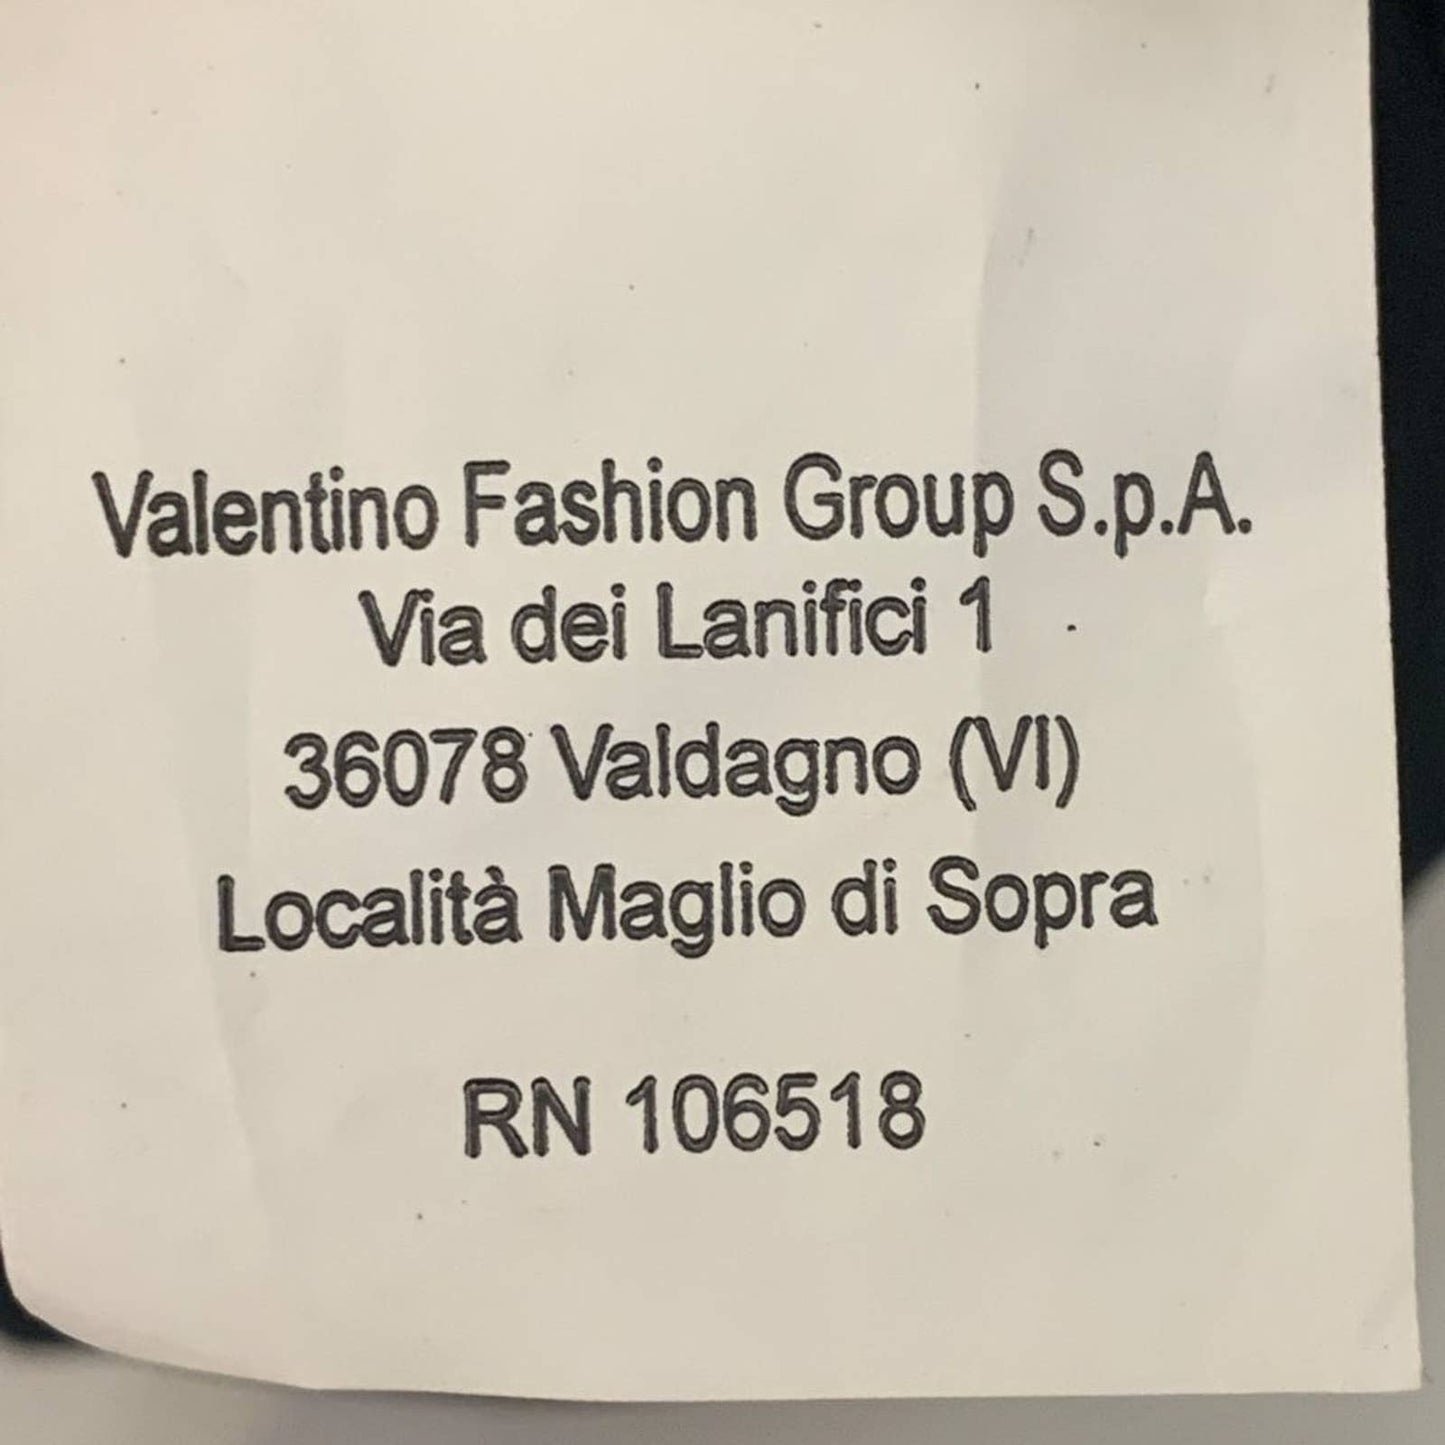 Valentino Fashion Group S.p.A.
Via dei Lanifici 1
36078 Valdagno (VI)
Località Maglio di Sopra
RN 106518